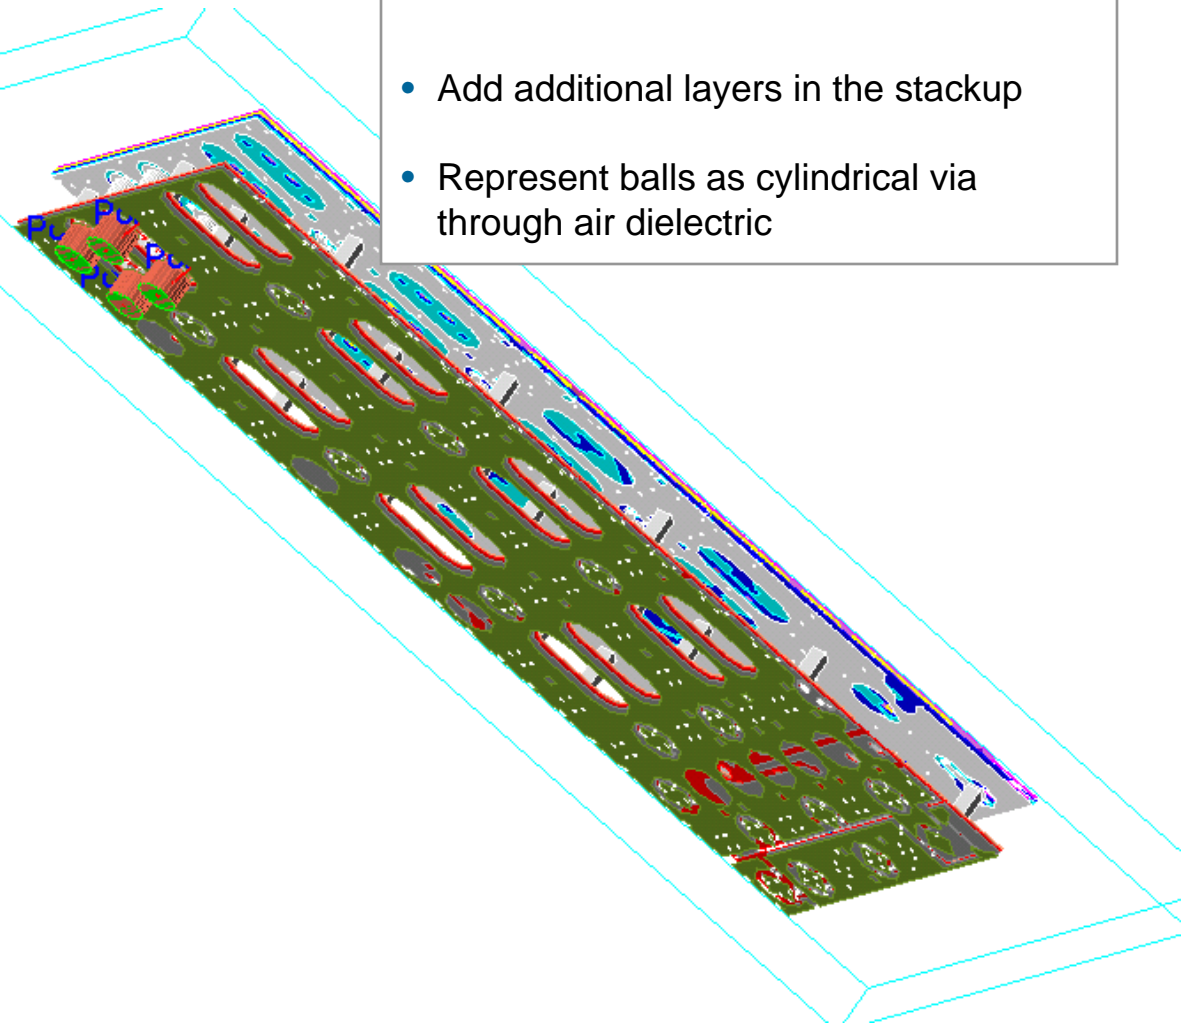 • Add additional layers in the stackup
• Represent balls as cylindrical via
through air dielectric